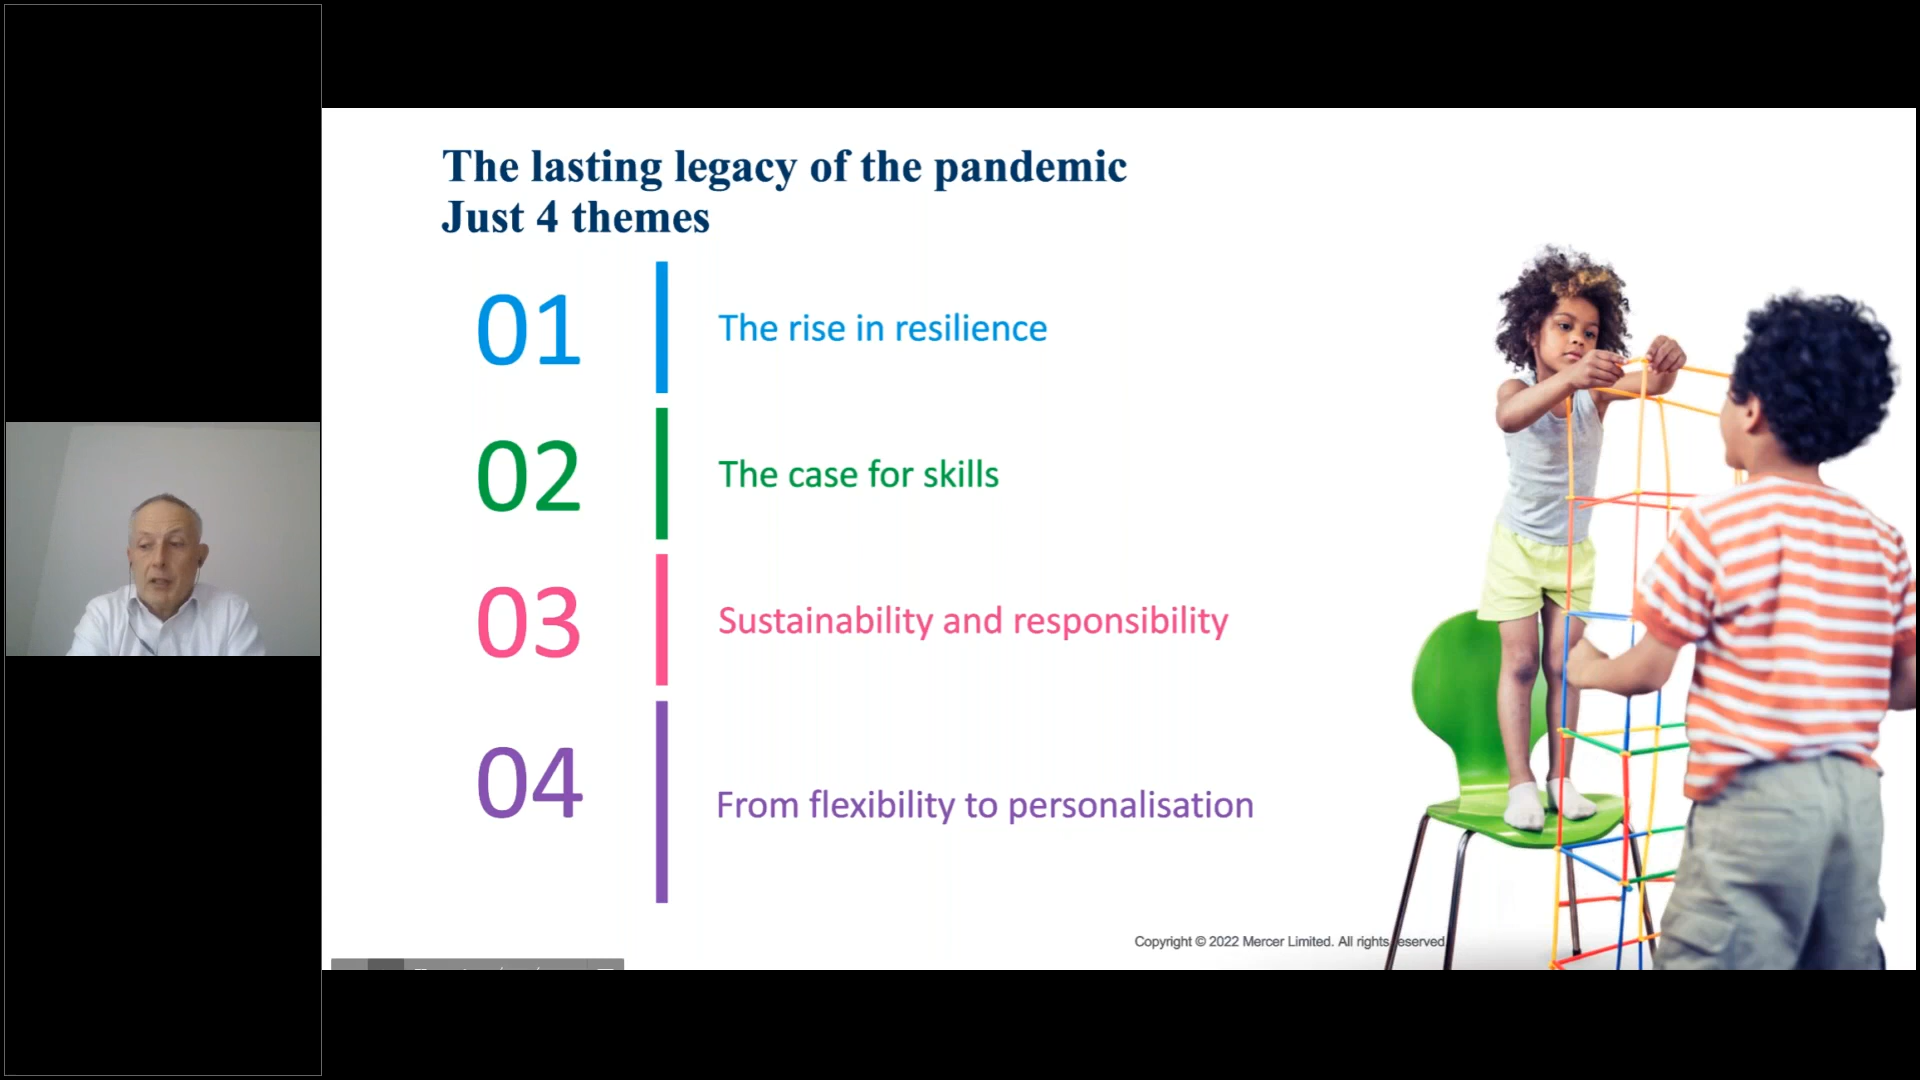 The lasting legacy of the pandemic
Just 4 themes
01
The rise in resilience
02
The case for skills
03
Sustainability and responsibility
04
From flexibility to personalisation
Copyright © 2022 Mercer Limited. All rights reserved